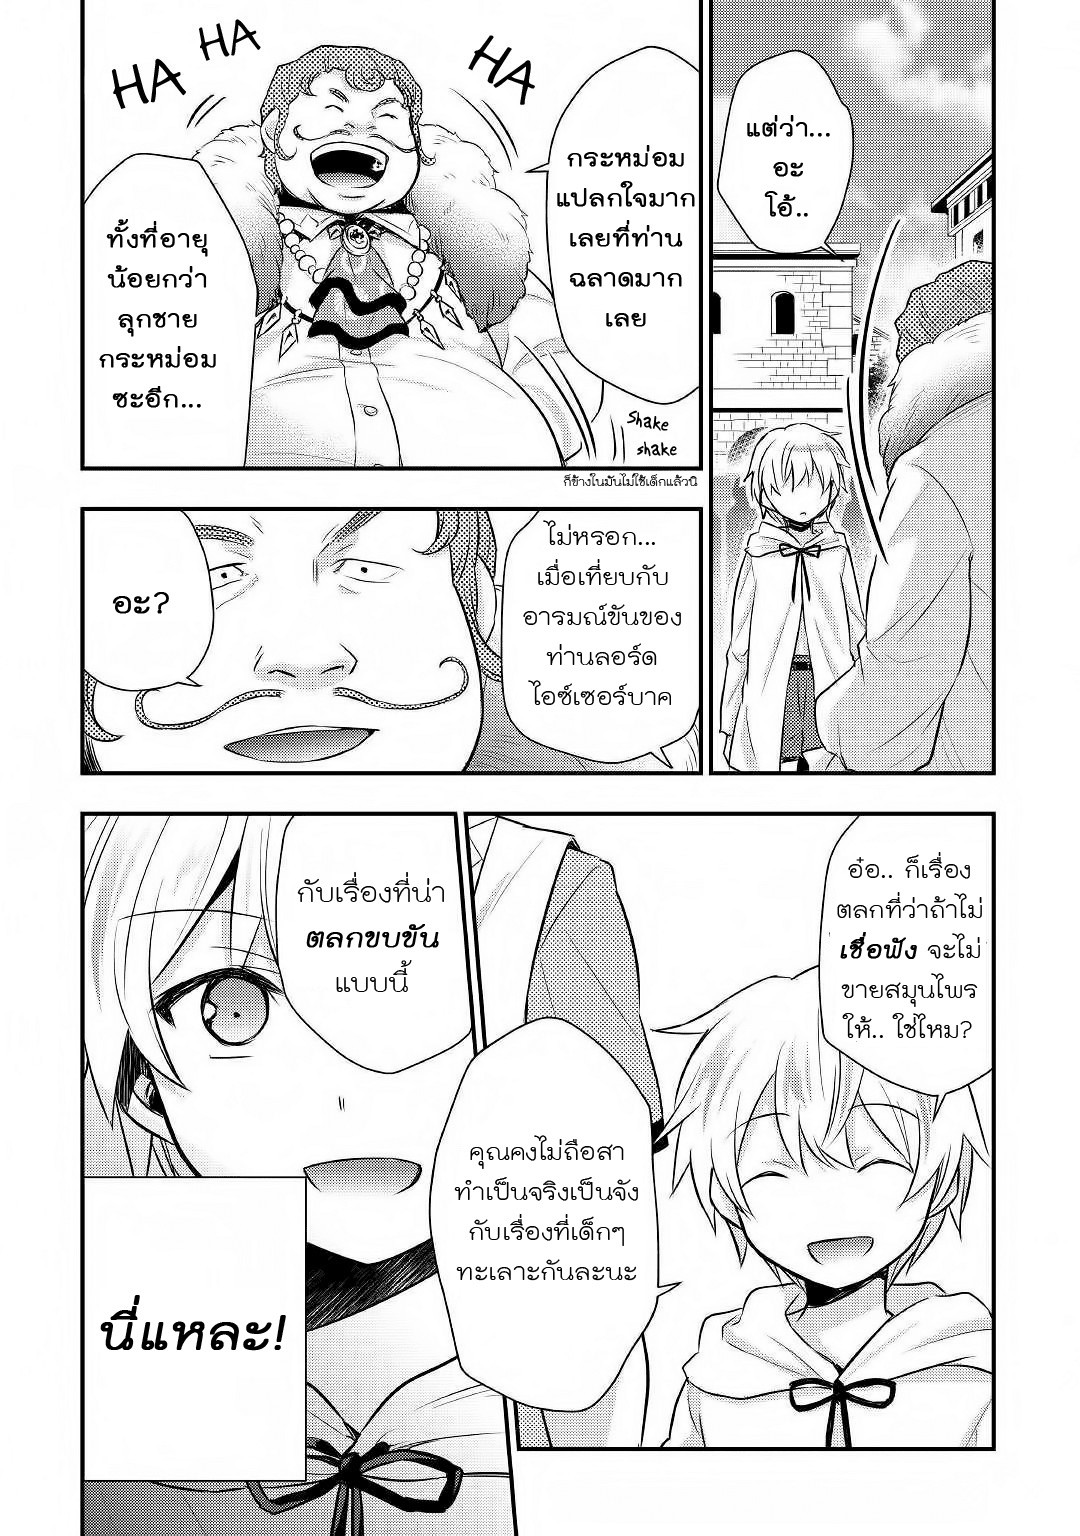 แต่ว่า...
อะ
โอ้..
HA
HA
HA
กระหม่อม
แปลกใจมาก
เลยที่ท่าน
ฉลาดมาก
เลย
ทั้งที่อายุ
น้อยกว่า
ลุกชาย
กระหม่อม
ซะอีก...
Shake
shake
ก็ข้างในมันไม่ใช้เด็กแล้วนิ
ไม่หรอก...
เมื่อเที่ยบกับ
อารมณ์ขันของ
ท่านลอร์ด
ไอซ์เซอร์บาค
อะ?
อ๋อ.. ก็เรื่อง
ตลกที่ว่าถ้าไม่
เชื่อฟัง จะไม่
ขายสมุนไพร
ให้.. ใช่ไหม?
คุณคงไม่ถือสา
ทำเป็นจริงเป็นจัง
กับเรื่องที่เด็กๆ
ทะเลาะกันละนะ
กับเรื่องที่น่า
ตลกขบขัน
แบบนี้
นี่แหละ!